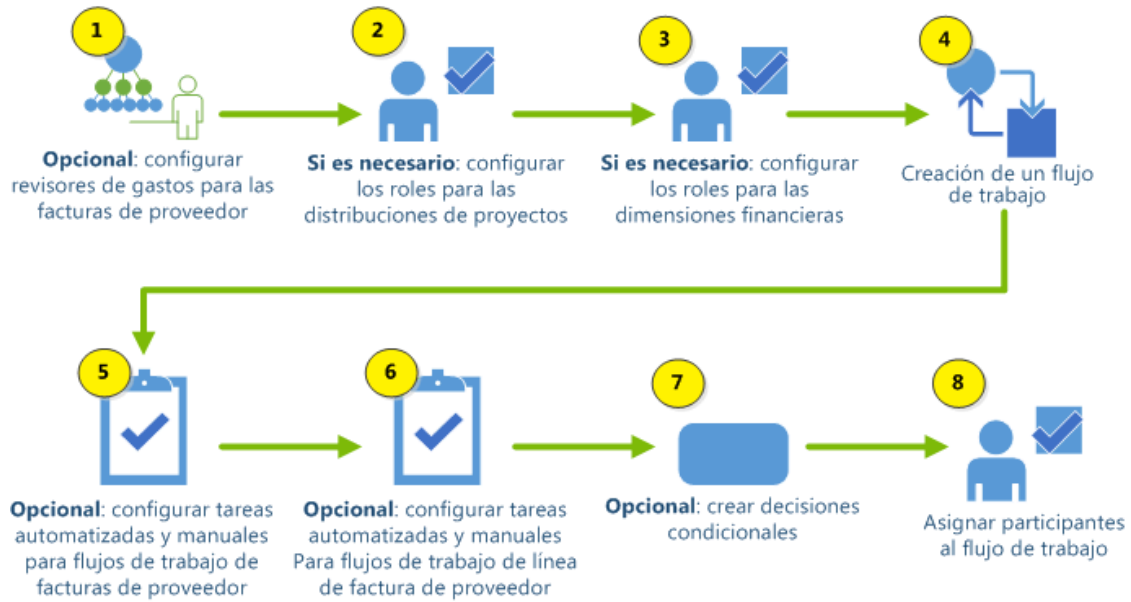 1
Opcional: configurar
revisores de gastos para las
facturas de proveedor
2
Si es necesario: configurar
los roles para las
distribuciones de proyectos
3
Si es necesario: configurar
los roles para las
dimensiones financieras
4
Creación de un flujo
de trabajo
5
Opcional: configurar tareas
automatizadas y manuales
para flujos de trabajo de
facturas de proveedor
6
Opcional: configurar tareas
automatizadas y manuales
Para flujos de trabajo de línea
de factura de proveedor
7
Opcional: crear decisiones
condicionales
8
Asignar participantes
al flujo de trabajo